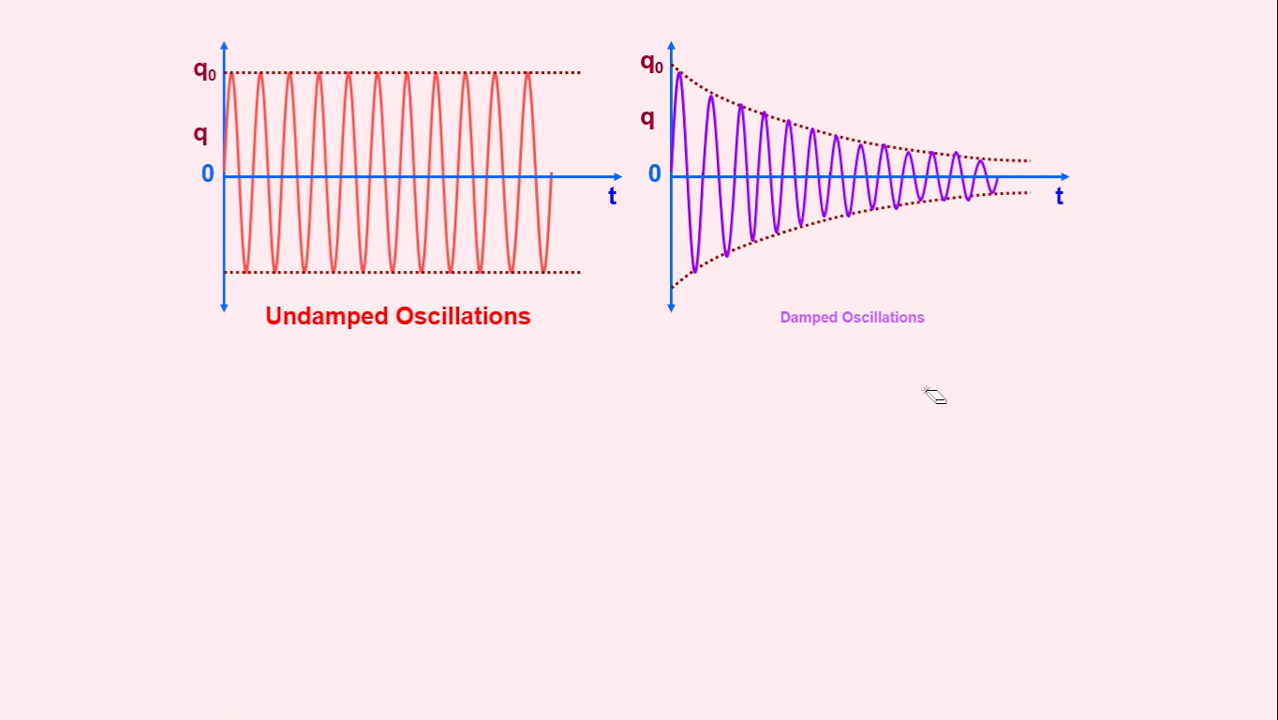 q₀
q
0
t
Undamped Oscillations
q₀
q
0
t
Damped Oscillations